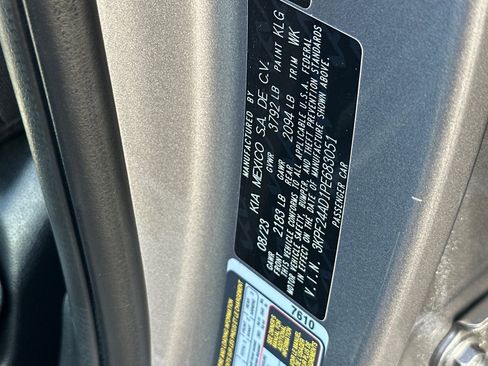 MANUFACTURED BY
08/23 KIA MEXICO S.A. DE C.V.
GVWR 3792 LB PAINT KLG
GAWR FRONT 2183 LB GAWR REAR 2094 LB TRIM WK
THIS VEHICLE CONFORMS TO ALL APPLICABLE U.S.A. FEDERAL
MOTOR VEHICLE SAFETY, BUMPER, AND THEFT PREVENTION STANDARDS
IN EFFECT ON THE DATE OF MANUFACTURE SHOWN ABOVE.
V.I.N. 3KPF24AD1PE683051
PASSENGER CAR
7610